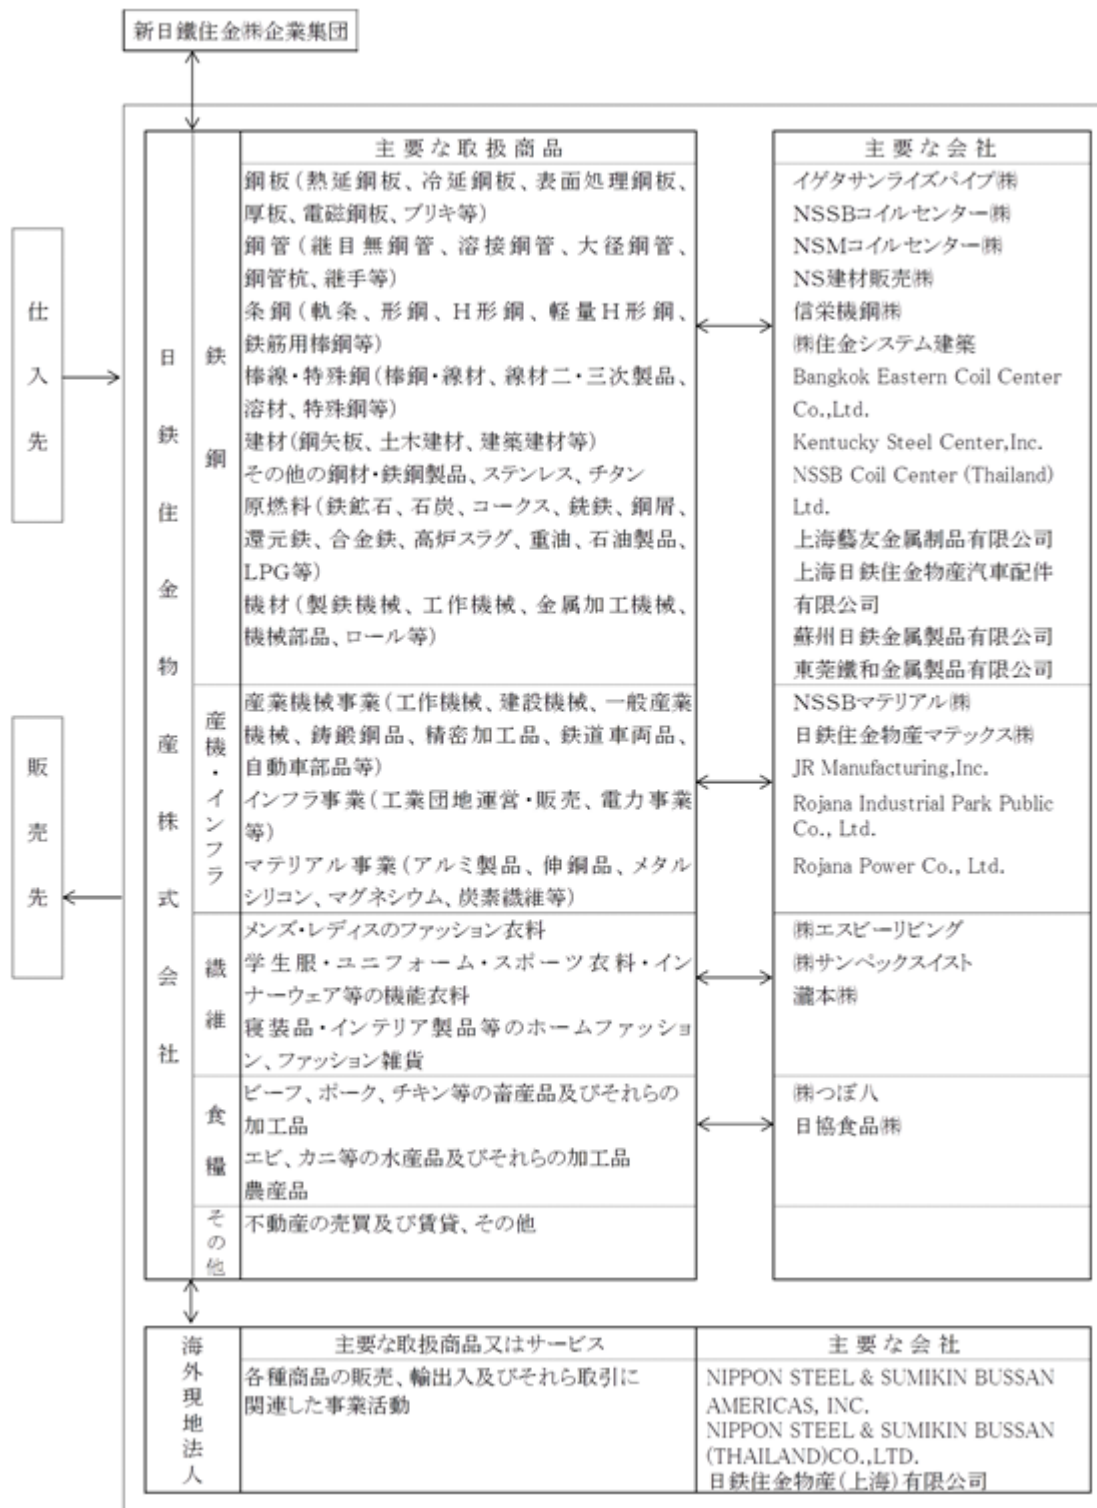 新日鐵住金㈱企業集団
仕入先
販売先
日鉄住金物産株式会社
鉄鋼
主要な取扱商品
鋼板(熱延鋼板、冷延鋼板、表面処理鋼板、
厚板、電磁鋼板、ブリキ等)
鋼管(継目無鋼管、溶接鋼管、大径鋼管、
鋼管杭、継手等)
条鋼(軌条、形鋼、H形鋼、軽量H形鋼、
鉄筋用棒鋼等)
棒線・特殊鋼(棒鋼・線材、線材二・三次製品、
溶材、特殊鋼等)
建材(鋼矢板、土木建材、建築建材等)
その他の鋼材・鉄鋼製品、ステンレス、チタン
原燃料(鉄鉱石、石炭、コークス、銑鉄、鋼屑、
還元鉄、合金鉄、高炉スラグ、重油、石油製品、
LPG等)
機材(製鉄機械、工作機械、金属加工機械、
機械部品、ロール等)
主要な会社
イゲタサンライズパイプ㈱
NSSBコイルセンター㈱
NSMコイルセンター㈱
NS建材販売㈱
信栄機鋼㈱
㈱住金システム建築
Bangkok Eastern Coil Center
Co.,Ltd.
Kentucky Steel Center,Inc.
NSSB Coil Center (Thailand)
Ltd.
上海藝友金属制品有限公司
上海日鉄住金物産汽車配件
有限公司
蘇州日鉄金属製品有限公司
東莞鐵和金属製品有限公司
産機・インフラ
産業機械事業(工作機械、建設機械、一般産業
機械、鋳鍛鋼品、精密加工品、鉄道車両品、
自動車部品等)
インフラ事業(工業団地運営・販売、電力事業
等)
マテリアル事業(アルミ製品、伸銅品、メタル
シリコン、マグネシウム、炭素繊維等)
NSSBマテリアル㈱
日鉄住金物産マテックス㈱
JR Manufacturing,Inc.
Rojana Industrial Park Public
Co., Ltd.
Rojana Power Co., Ltd.
繊維
メンズ・レディスのファッション衣料
学生服・ユニフォーム・スポーツ衣料・イン
ナーウェア等の機能衣料
寝装品・インテリア製品等のホームファッショ
ン、ファッション雑貨
㈱エスビーリビング
㈱サンペックスイスト
瀧本㈱
食糧
ビーフ、ポーク、チキン等の畜産品及びそれらの
加工品
エビ、カニ等の水産品及びそれらの加工品
農産品
㈱つぼ八
日協食品㈱
その他
不動産の売買及び賃貸、その他
海外現地法人
主要な取扱商品又はサービス
各種商品の販売、輸出入及びそれら取引に
関連した事業活動
主要な会社
NIPPON STEEL & SUMIKIN BUSSAN
AMERICAS, INC.
NIPPON STEEL & SUMIKIN BUSSAN
(THAILAND)CO.,LTD.
日鉄住金物産(上海)有限公司